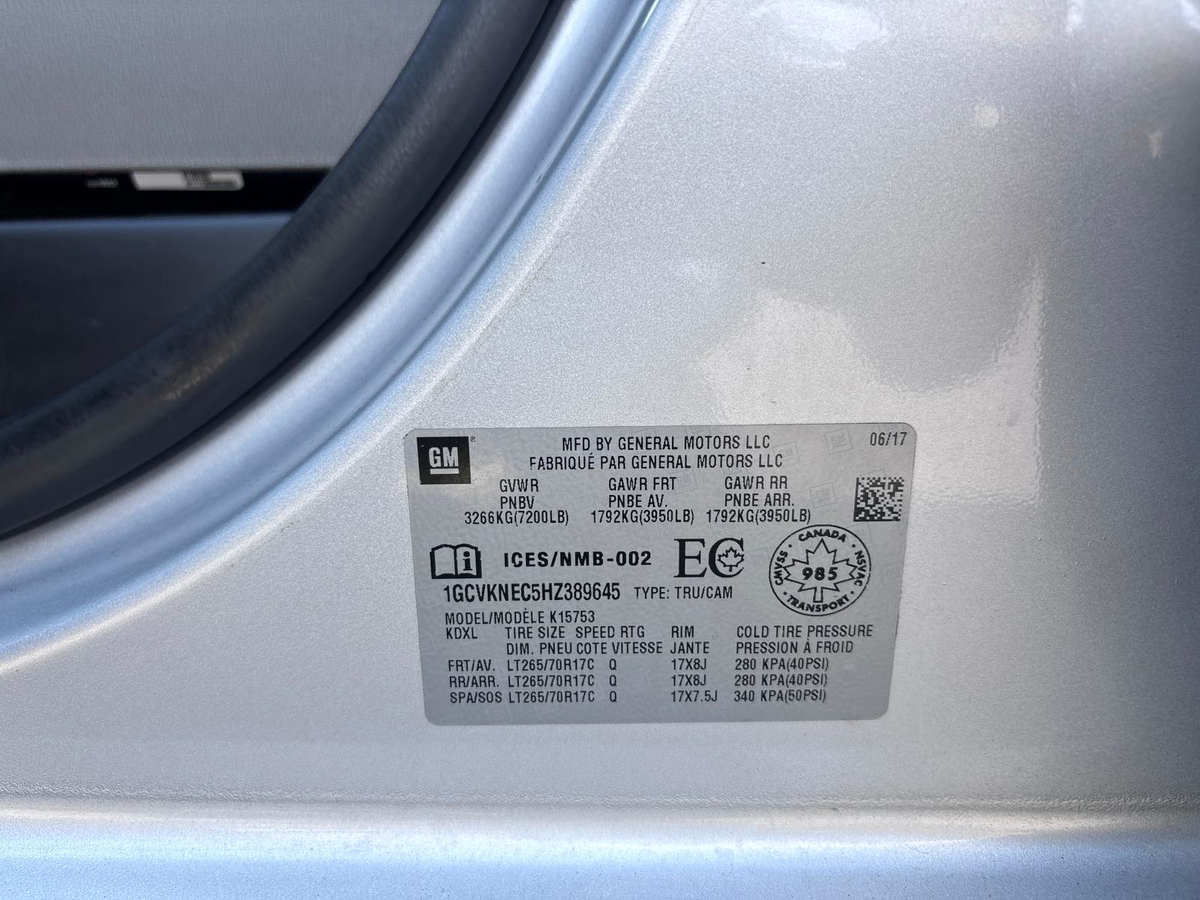 GM
MFD BY GENERAL MOTORS LLC 06/17
FABRIQUÉ PAR GENERAL MOTORS LLC
GVWR GAWR FRT GAWR RR
PNBV PNBE AV. PNBE ARR.
3266KG(7200LB) 1792KG(3950LB) 1792KG(3950LB)
i ICES/NMB-002 EC
CANADA
CMVSS 985 NSVAC
TRANSPORT
1GCVKNEC5HZ389645 TYPE: TRU/CAM
MODEL/MODÈLE K15753
KDXL TIRE SIZE SPEED RTG RIM COLD TIRE PRESSURE
DIM. PNEU COTE VITESSE JANTE PRESSION À FROID
FRT/AV. LT265/70R17C Q 17X8J 280 KPA(40PSI)
RR/ARR. LT265/70R17C Q 17X8J 280 KPA(40PSI)
SPA/SOS LT265/70R17C Q 17X7.5J 340 KPA(50PSI)